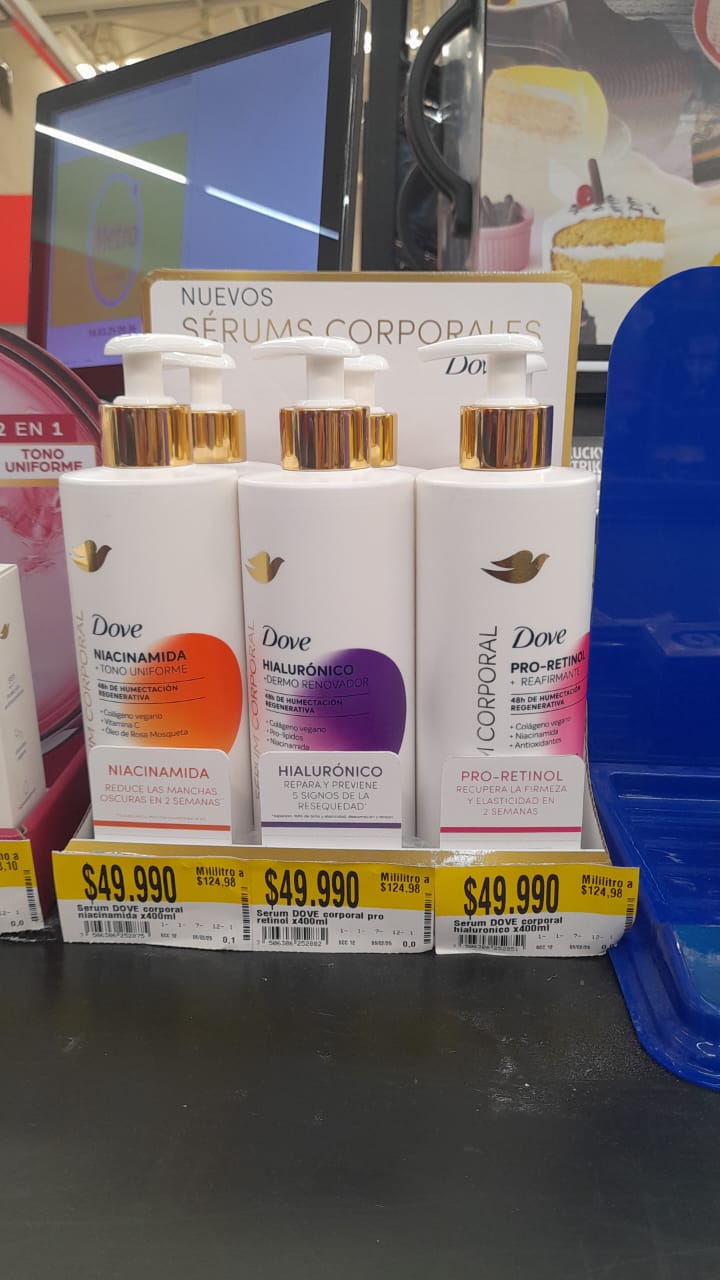 NUEVOS
SÉRUMS CORPORALES
Dov
2 EN 1
TONO
UNIFORME
Dove
NIACINAMIDA
+TONO UNIFORME
48h DE HUMECTACIÓN
REGENERATIVA
• Colágeno vegano
• Vitamina C
• Óleo de Rosa Mosqueta
Dove
HIALURÓNICO
+DERMO RENOVADOR
48h DE HUMECTACIÓN
REGENERATIVA
• Colágeno vegano
• Pro-lípidos
• Niacinamida
SÉRUM CORPORAL
Dove
PRO-RETINOL
+ REAFIRMANTE
48h DE HUMECTACIÓN
REGENERATIVA
• Colágeno vegano
• Niacinamida
• Antioxidantes
M CORPORAL
NIACINAMIDA
REDUCE LAS MANCHAS
OSCURAS EN 2 SEMANAS*
HIALURÓNICO
REPARA Y PREVIENE
5 SIGNOS DE LA
RESEQUEDAD*
PRO-RETINOL
RECUPERA LA FIRMEZA
Y ELASTICIDAD EN
2 SEMANAS
$49.990 Mililitro a
$124,98
Serum DOVE corporal
niacinamida x400ml
$49.990 Mililitro a
$124,98
Serum DOVE corporal pro
retinol x400ml
$49.990 Mililitro a
$124,98
Serum DOVE corporal
hialuronico x400ml